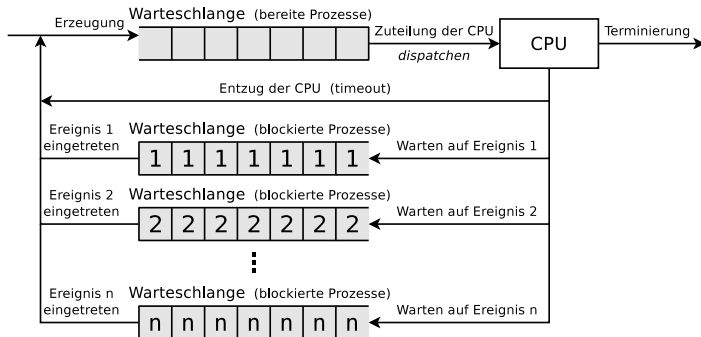 Erzeugung
Warteschlange (bereite Prozesse)
Zuteilung der CPU
dispatchen
CPU
Terminierung
Entzug der CPU (timeout)
Ereignis 1
eingetreten
Warteschlange (blockierte Prozesse)
1 1 1 1 1 1 1
Warten auf Ereignis 1
Ereignis 2
eingetreten
Warteschlange (blockierte Prozesse)
2 2 2 2 2 2 2
Warten auf Ereignis 2
Ereignis n
eingetreten
Warteschlange (blockierte Prozesse)
n n n n n n n
Warten auf Ereignis n